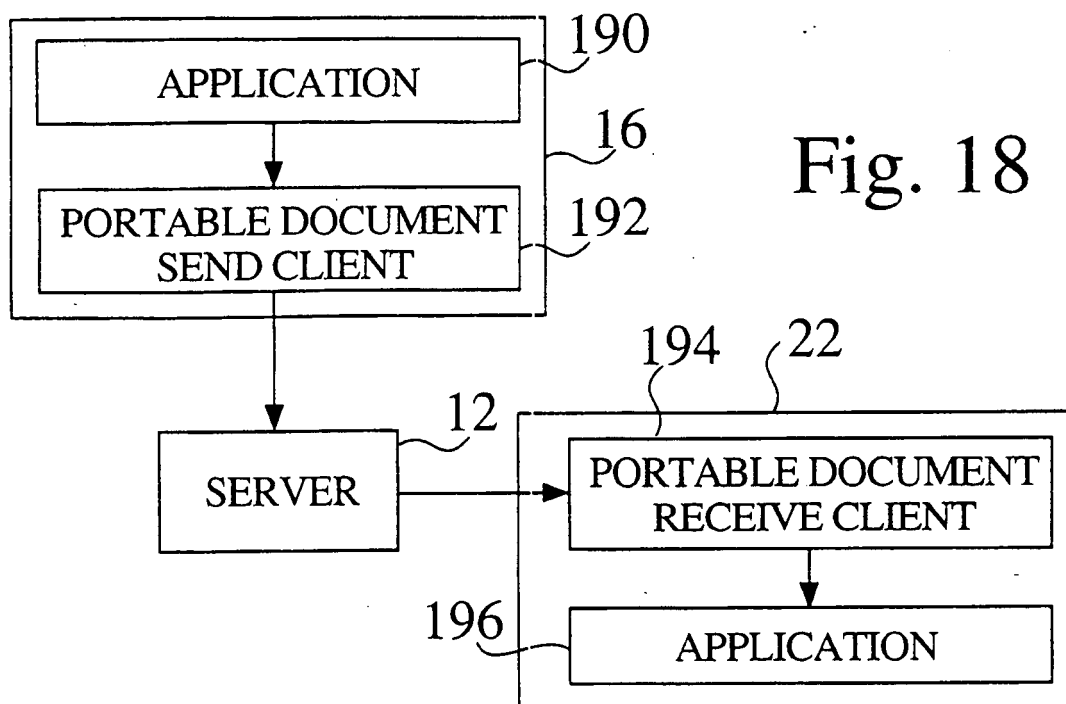 190
APPLICATION
16
Fig. 18
PORTABLE DOCUMENT
SEND CLIENT
192
194
22
12
SERVER
PORTABLE DOCUMENT
RECEIVE CLIENT
196
APPLICATION